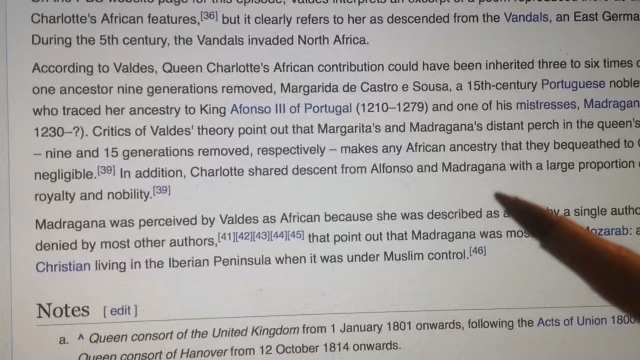 Charlotte's African features,[36] but it clearly refers to her as descended from the Vandals, an East Germa
During the 5th century, the Vandals invaded North Africa.
According to Valdes, Queen Charlotte's African contribution could have been inherited three to six times
one ancestor nine generations removed, Margarida de Castro e Sousa, a 15th-century Portuguese noble
who traced her ancestry to King Afonso III of Portugal (1210–1279) and one of his mistresses, Madragan
1230–?). Critics of Valdes' theory point out that Margarita's and Madragana's distant perch in the queen's
– nine and 15 generations removed, respectively – makes any African ancestry that they bequeathed to
negligible.[39] In addition, Charlotte shared descent from Alfonso and Madragana with a large proportion
royalty and nobility.[39]
Madragana was perceived by Valdes as African because she was described as a by a single autho
denied by most other authors,[41][42][43][44][45] that point out that Madragana was mos ozarab: a
Christian living in the Iberian Peninsula when it was under Muslim control.[46]
Notes [ edit ]
a. ^ Queen consort of the United Kingdom from 1 January 1801 onwards, following the Acts of Union 1800
Queen consort of Hanover from 12 October 1814 onwards.